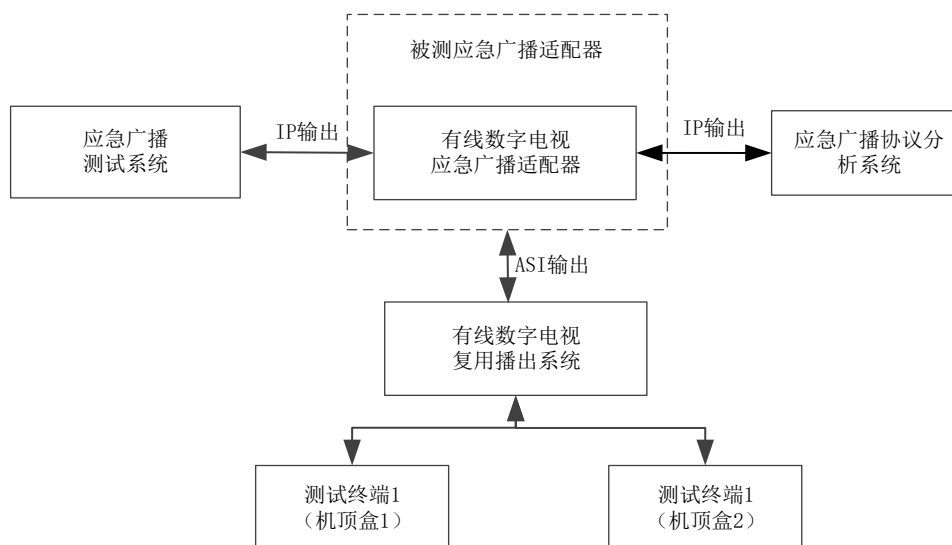 被测应急广播适配器
应急广播
测试系统
IP输出
有线数字电视
应急广播适配器
IP输出
应急广播协议分
析系统
ASI输出
有线数字电视
复用播出系统
测试终端1
（机顶盒1）
测试终端1
（机顶盒2）